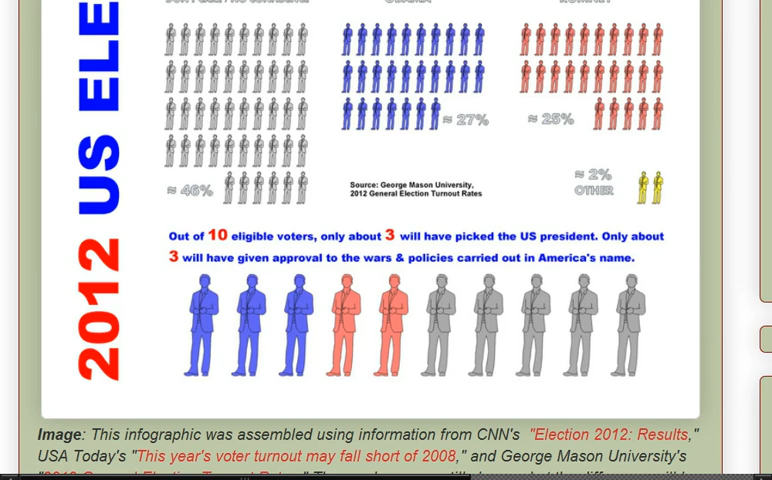 OBAMA
ROMNEY
2012 US ELE
≈ 27%
≈ 25%
≈ 46%
Source: George Mason University,
2012 General Election Turnout Rates
≈ 2%
OTHER
Out of 10 eligible voters, only about 3 will have picked the US president. Only about
3 will have given approval to the wars & policies carried out in America's name.
Image: This infographic was assembled using information from CNN's "Election 2012: Results,"
USA Today's "This year's voter turnout may fall short of 2008," and George Mason University's